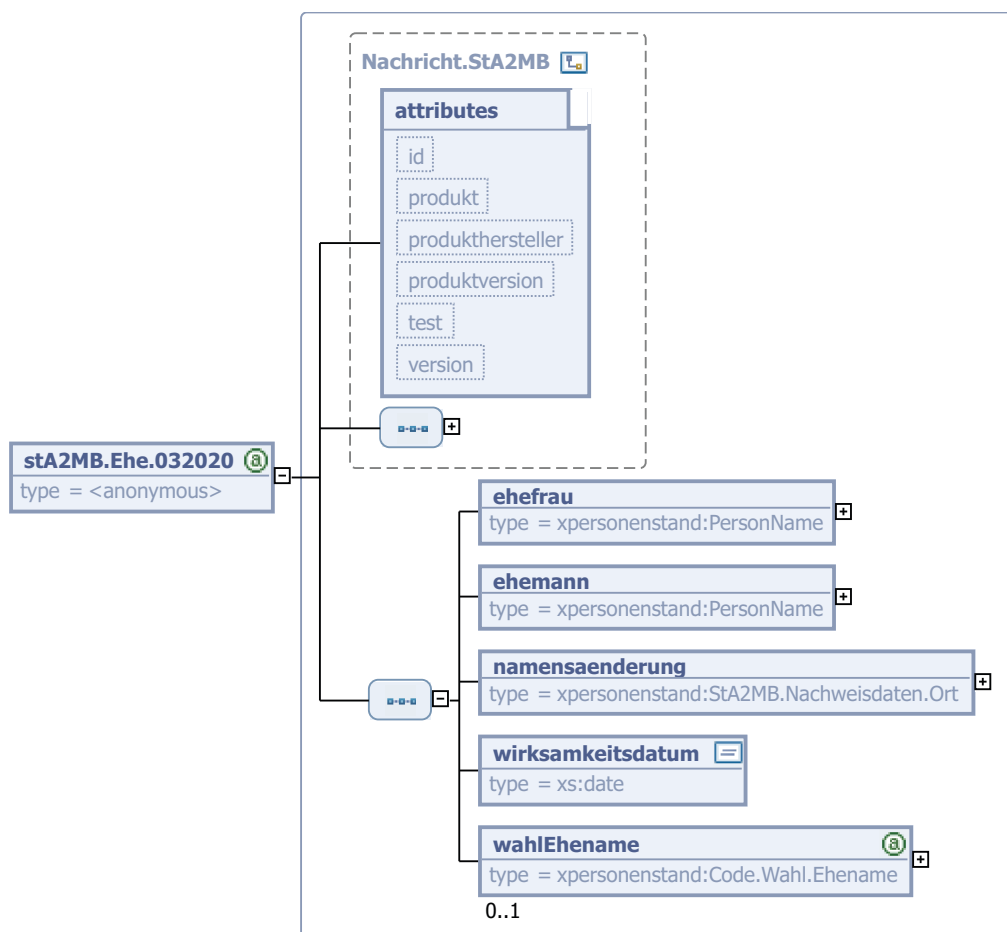 Nachricht.StA2MB
attributes
id
produkt
produkthersteller
produktversion
test
version
stA2MB.Ehe.032020
type = <anonymous>
ehefrau
type = xpersonenstand:PersonName
ehemann
type = xpersonenstand:PersonName
namensaenderung
type = xpersonenstand:StA2MB.Nachweisdaten.Ort
wirksamkeitsdatum
type = xs:date
wahlEhename
type = xpersonenstand:Code.Wahl.Ehename
0..1